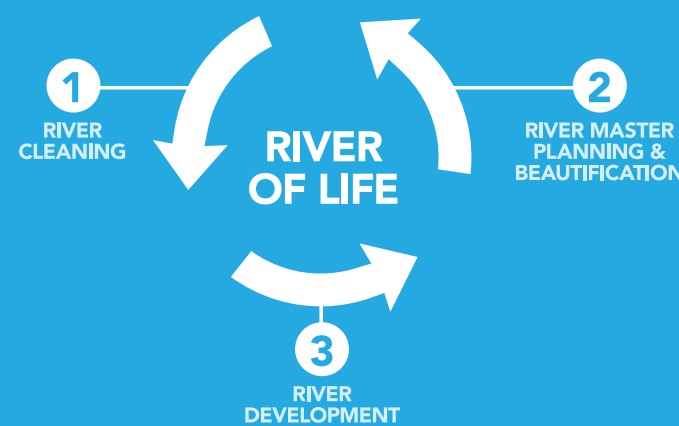 1
RIVER
CLEANING
RIVER
OF LIFE
2
RIVER MASTER
PLANNING &
BEAUTIFICATION
3
RIVER
DEVELOPMENT